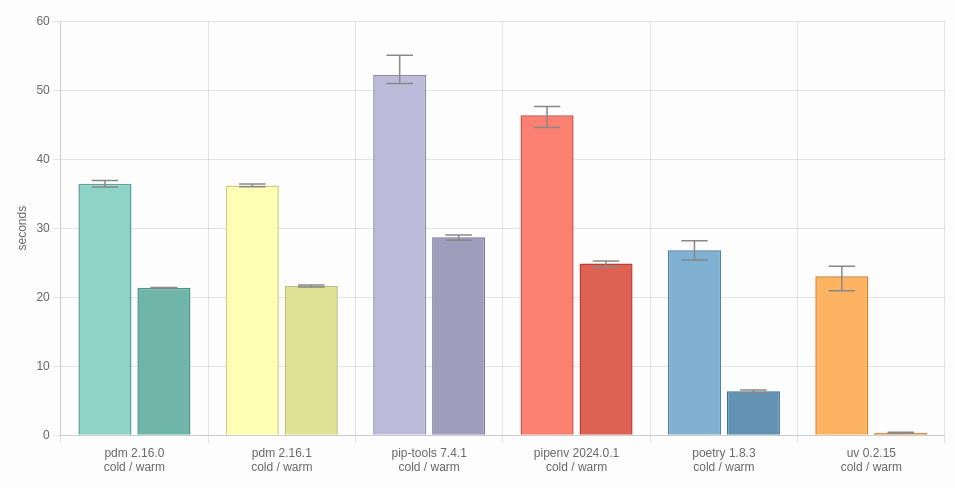 60
50
40
30
20
10
0
seconds
pdm 2.16.0
cold / warm
pdm 2.16.1
cold / warm
pip-tools 7.4.1
cold / warm
pipenv 2024.0.1
cold / warm
poetry 1.8.3
cold / warm
uv 0.2.15
cold / warm